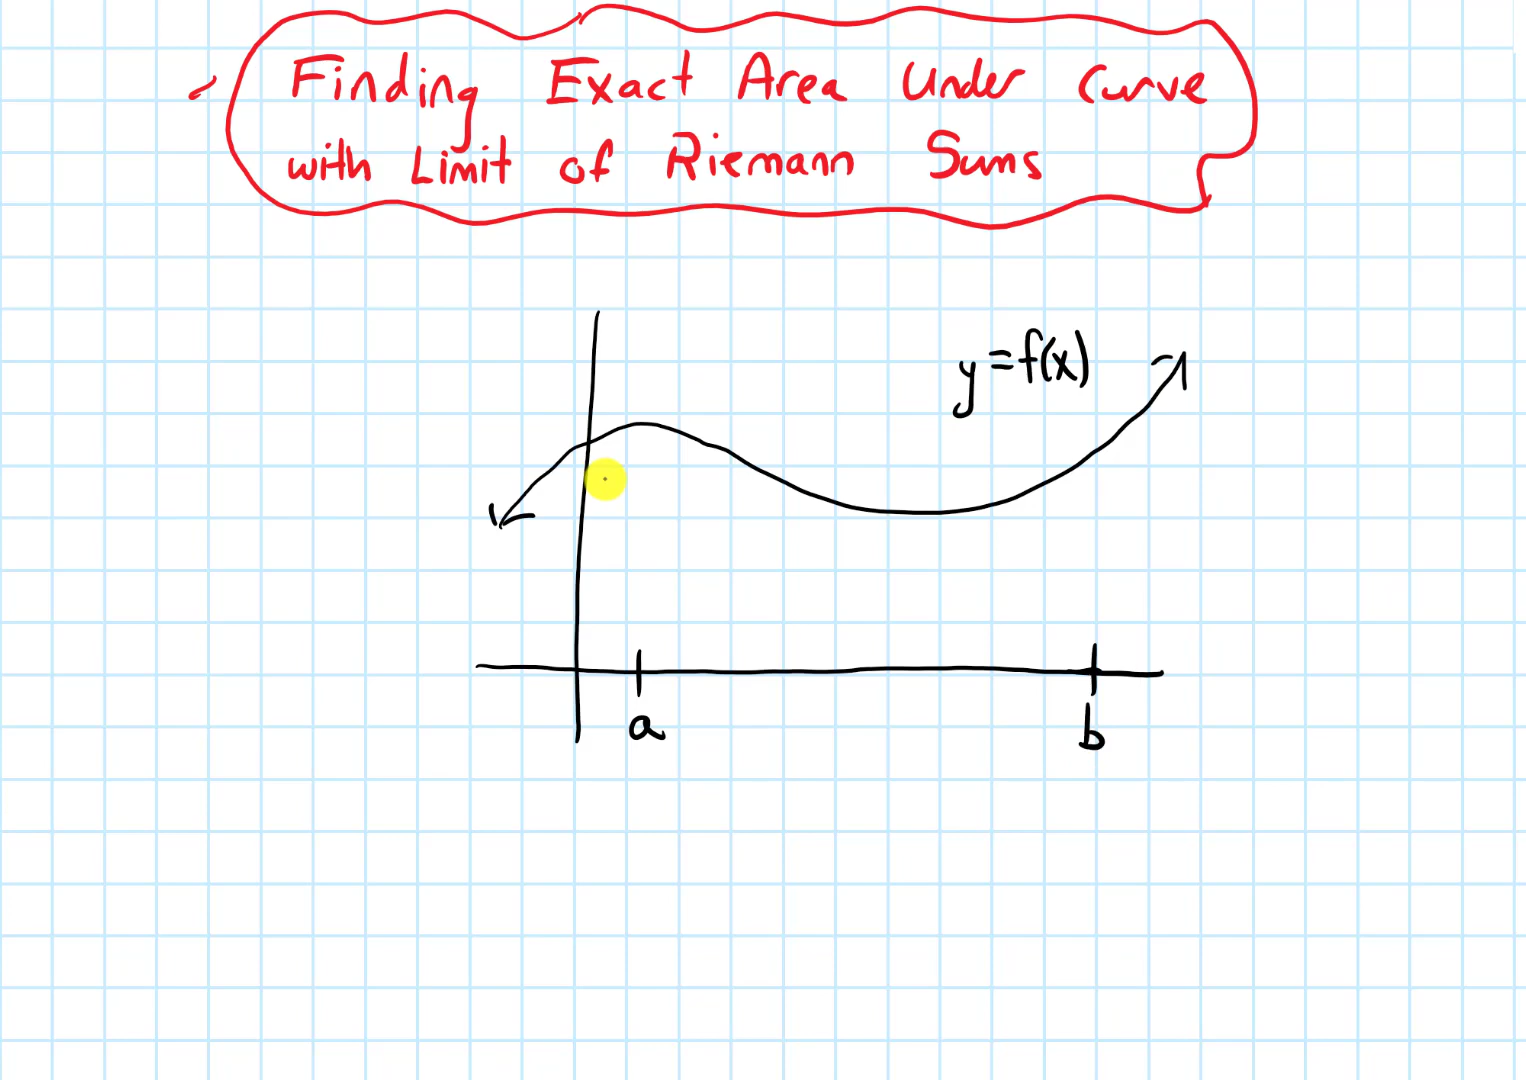 Finding Exact Area Under Curve
with Limit of Riemann Sums
y=f(x)
a
b